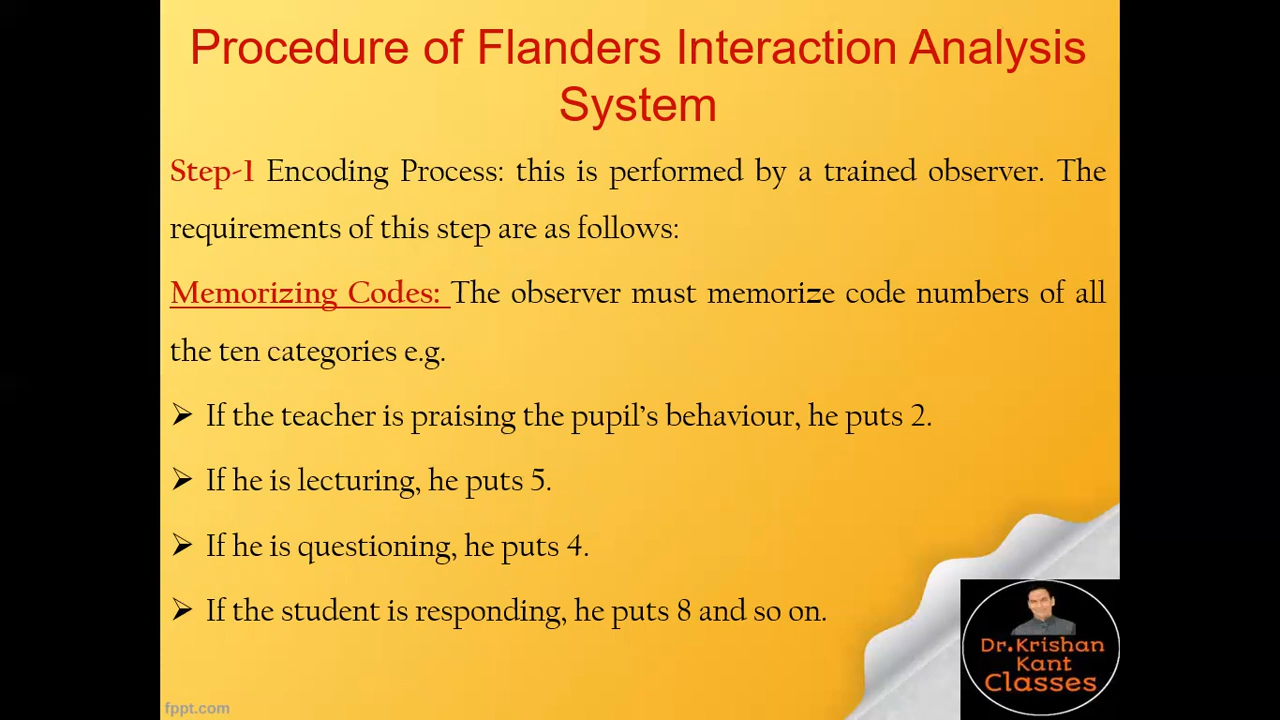 Procedure of Flanders Interaction Analysis
System
Step-1 Encoding Process: this is performed by a trained observer. The
requirements of this step are as follows:
Memorizing Codes: The observer must memorize code numbers of all
the ten categories e.g.
➢ If the teacher is praising the pupil's behaviour, he puts 2.
➢ If he is lecturing, he puts 5.
➢ If he is questioning, he puts 4.
➢ If the student is responding, he puts 8 and so on.
Dr.Krishan
Kant
Classes
fppt.com